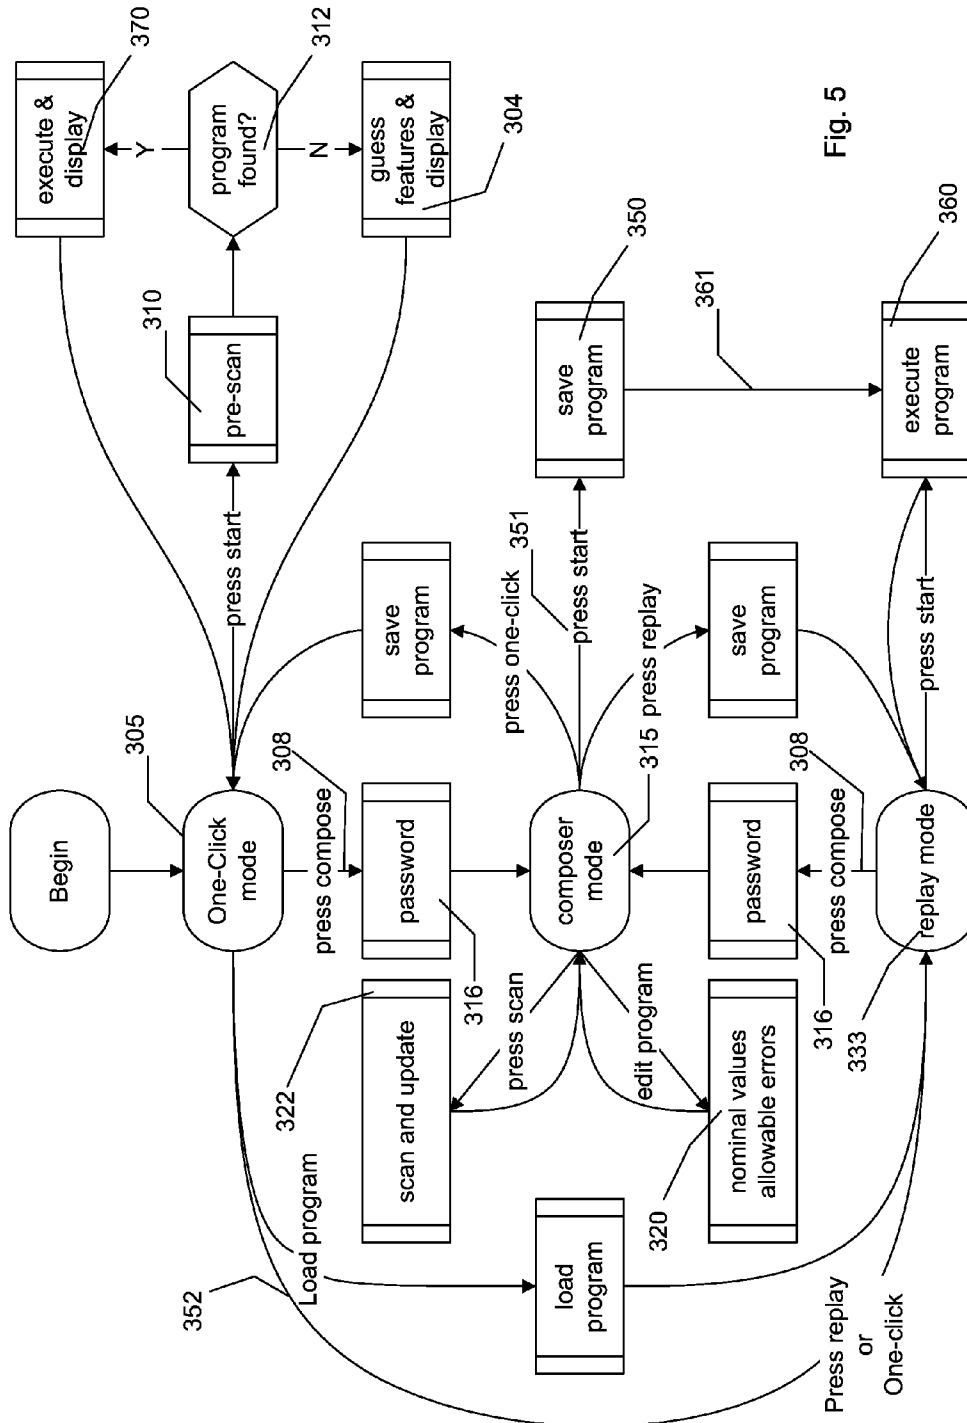 Begin
One-Click
mode
305
press start
pre-scan
310
program
found?
312
Y
execute &
display
370
N
guess
features &
display
304
press compose
308
password
316
save
program
press one-click
352
Load program
load
program
scan and update
322
press scan
composer
mode
315
press start
351
save
program
350
361
edit program
nominal values
allowable errors
320
press replay
save
program
password
316
press compose
308
replay mode
333
press start
execute
program
360
Press replay
or
One-click
Fig. 5